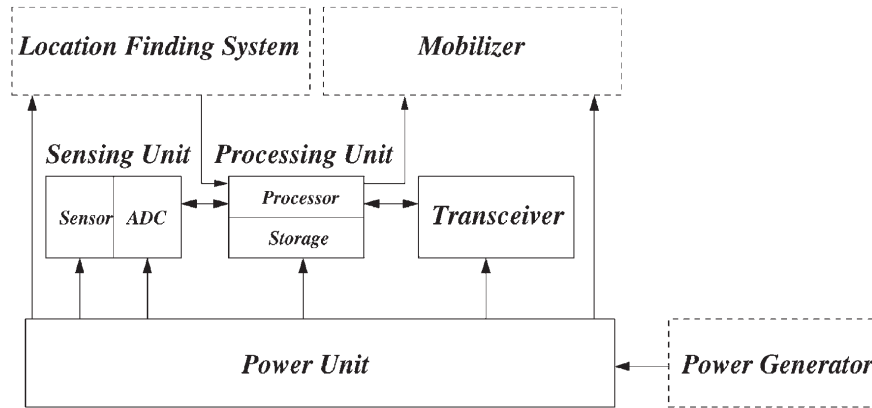 Location Finding System
Mobilizer
Sensing Unit
Processing Unit
Sensor
ADC
Processor
Storage
Transceiver
Power Unit
Power Generator